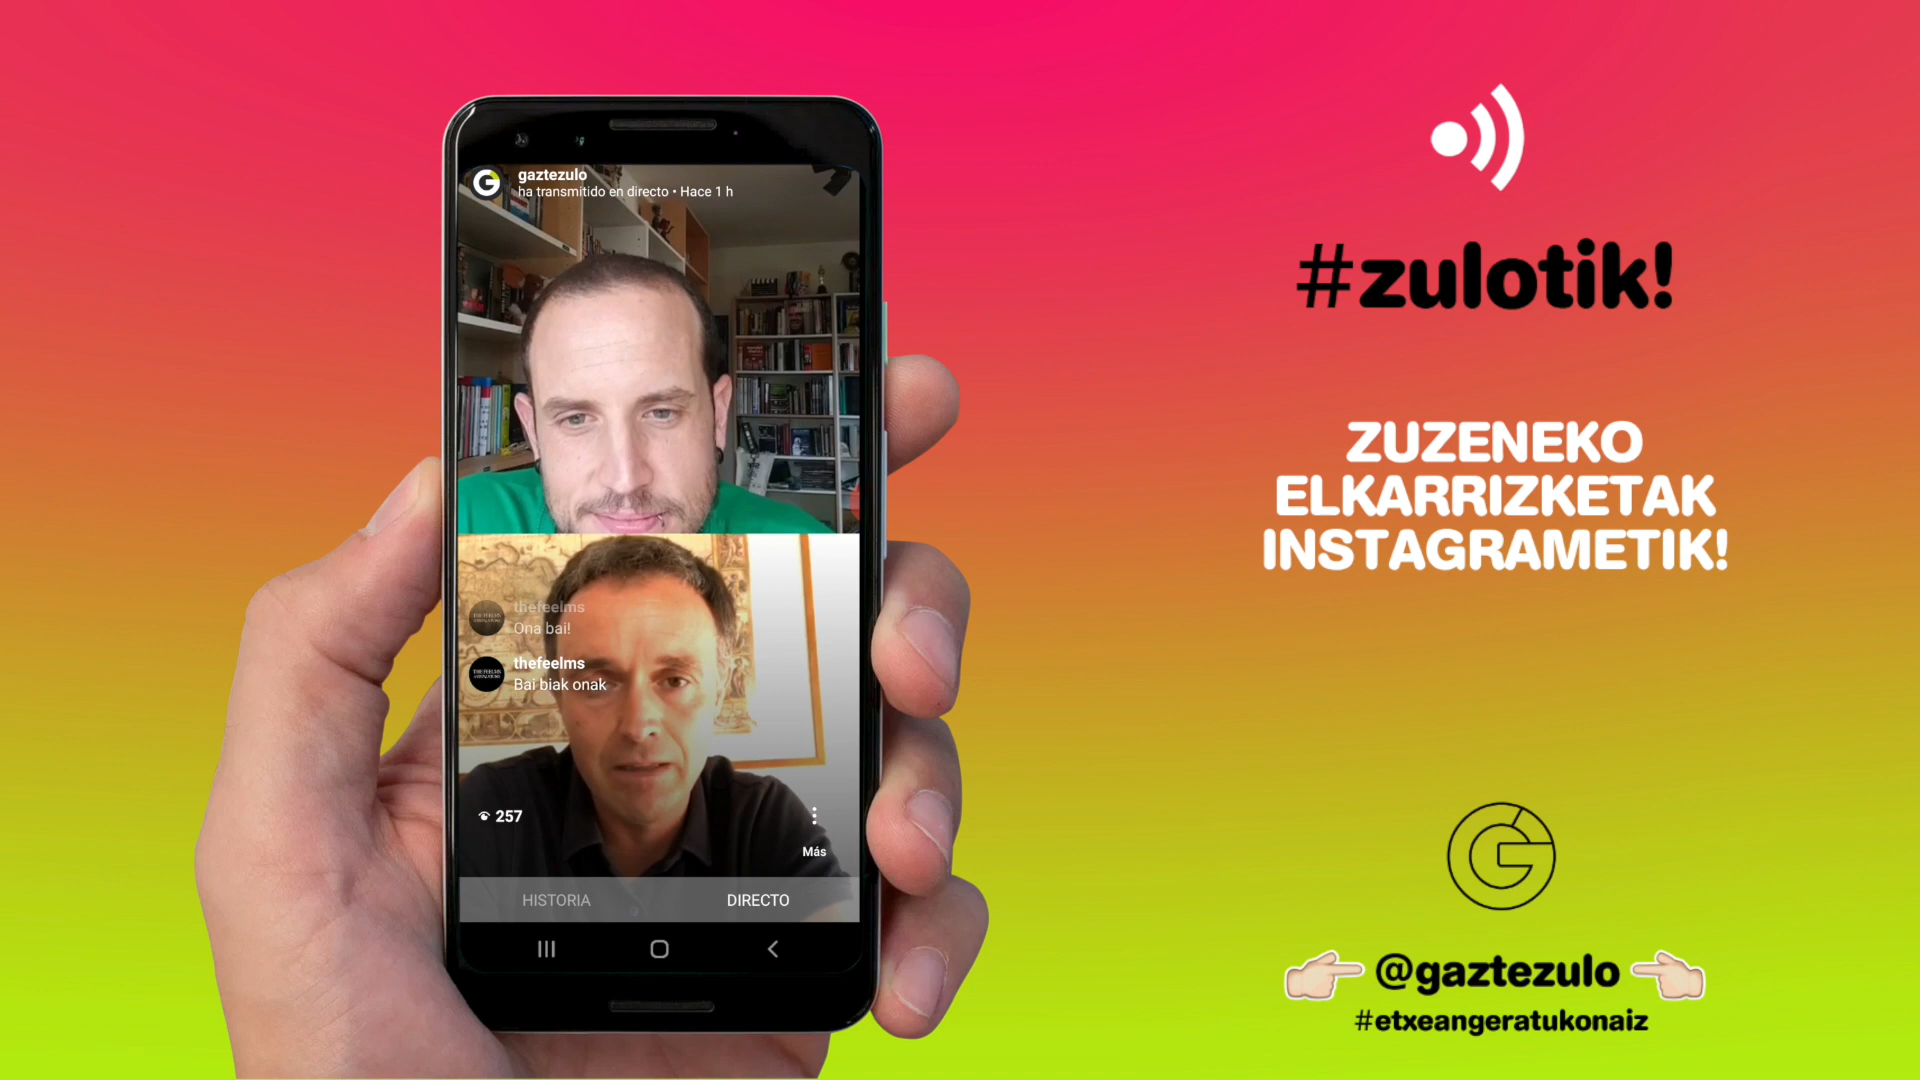 gaztezulo
ha transmitido en directo • Hace 1 h
thefeelms
Ona bai!
thefeelms
Bai biak onak
257
Más
HISTORIA
DIRECTO
#zulotik!
ZUZENEKO
ELKARRIZKETAK
INSTAGRAMETIK!
@gaztezulo
#etxeangeratukonaiz